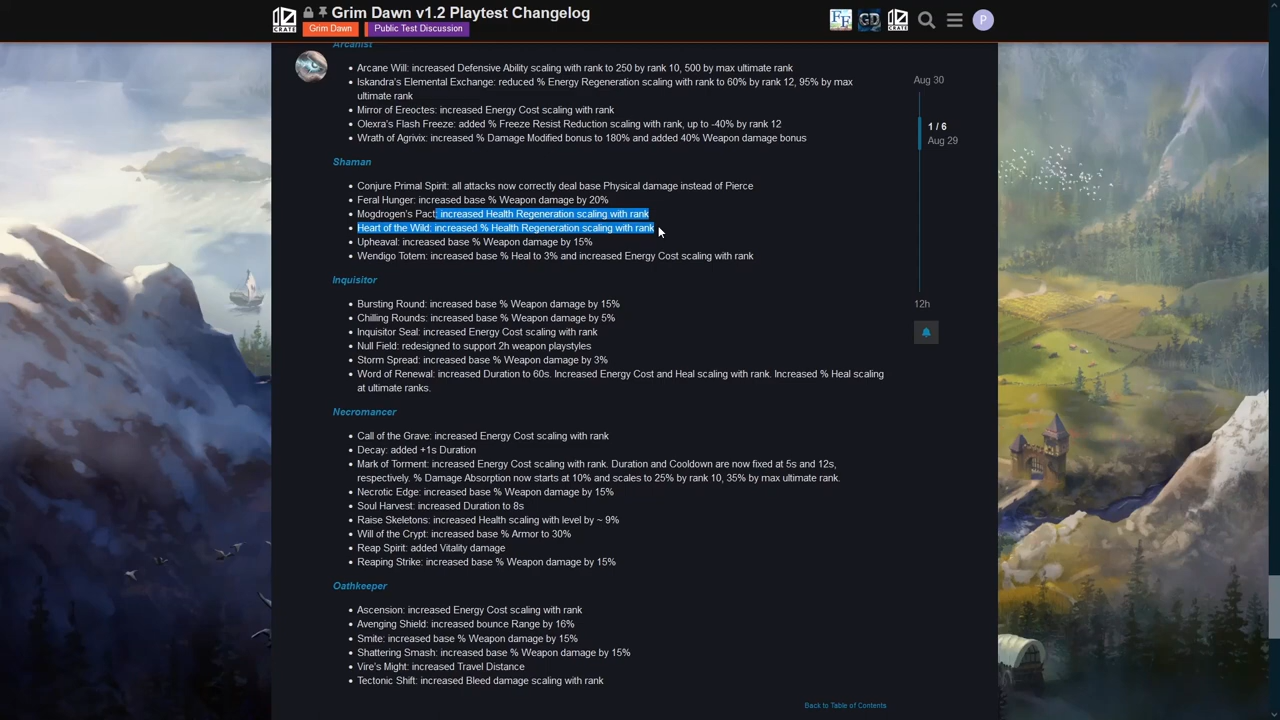 CRATE
Grim Dawn v1.2 Playtest Changelog
Grim Dawn
Public Test Discussion
FF
GD
CRATE
P
Arcanist
Arcane Will: increased Defensive Ability scaling with rank to 250 by rank 10, 500 by max ultimate rank
Iskandra's Elemental Exchange: reduced % Energy Regeneration scaling with rank to 60% by rank 12, 95% by max
ultimate rank
Mirror of Ereoctes: increased Energy Cost scaling with rank
Olexra's Flash Freeze: added % Freeze Resist Reduction scaling with rank, up to -40% by rank 12
Wrath of Agrivix: increased % Damage Modified bonus to 180% and added 40% Weapon damage bonus
Shaman
Conjure Primal Spirit: all attacks now correctly deal base Physical damage instead of Pierce
Feral Hunger: increased base % Weapon damage by 20%
Mogdrogen's Pact: increased Health Regeneration scaling with rank
Heart of the Wild: increased % Health Regeneration scaling with rank
Upheaval: increased base % Weapon damage by 15%
Wendigo Totem: increased base % Heal to 3% and increased Energy Cost scaling with rank
Inquisitor
Bursting Round: increased base % Weapon damage by 15%
Chilling Rounds: increased base % Weapon damage by 5%
Inquisitor Seal: increased Energy Cost scaling with rank
Null Field: redesigned to support 2h weapon playstyles
Storm Spread: increased base % Weapon damage by 3%
Word of Renewal: increased Duration to 60s. Increased Energy Cost and Heal scaling with rank. Increased % Heal scaling
at ultimate ranks.
Necromancer
Call of the Grave: increased Energy Cost scaling with rank
Decay: added +1s Duration
Mark of Torment: increased Energy Cost scaling with rank. Duration and Cooldown are now fixed at 5s and 12s,
respectively. % Damage Absorption now starts at 10% and scales to 25% by rank 10, 35% by max ultimate rank.
Necrotic Edge: increased base % Weapon damage by 15%
Soul Harvest: increased Duration to 8s
Raise Skeletons: increased Health scaling with level by ~ 9%
Will of the Crypt: increased base % Armor to 30%
Reap Spirit: added Vitality damage
Reaping Strike: increased base % Weapon damage by 15%
Oathkeeper
Ascension: increased Energy Cost scaling with rank
Avenging Shield: increased bounce Range by 16%
Smite: increased base % Weapon damage by 15%
Shattering Smash: increased base % Weapon damage by 15%
Vire's Might: increased Travel Distance
Tectonic Shift: increased Bleed damage scaling with rank
Back to Table of Contents
Aug 30
1 / 6
Aug 29
12h